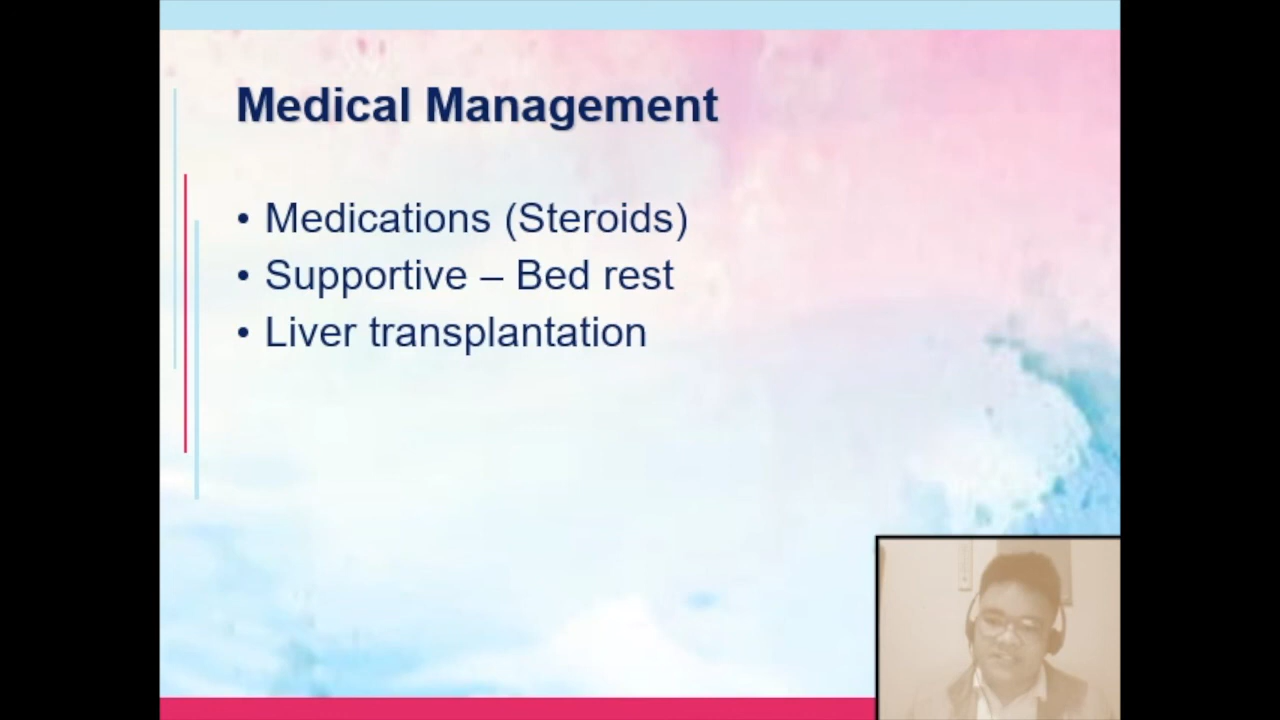 Medical Management
• Medications (Steroids)
• Supportive – Bed rest
• Liver transplantation